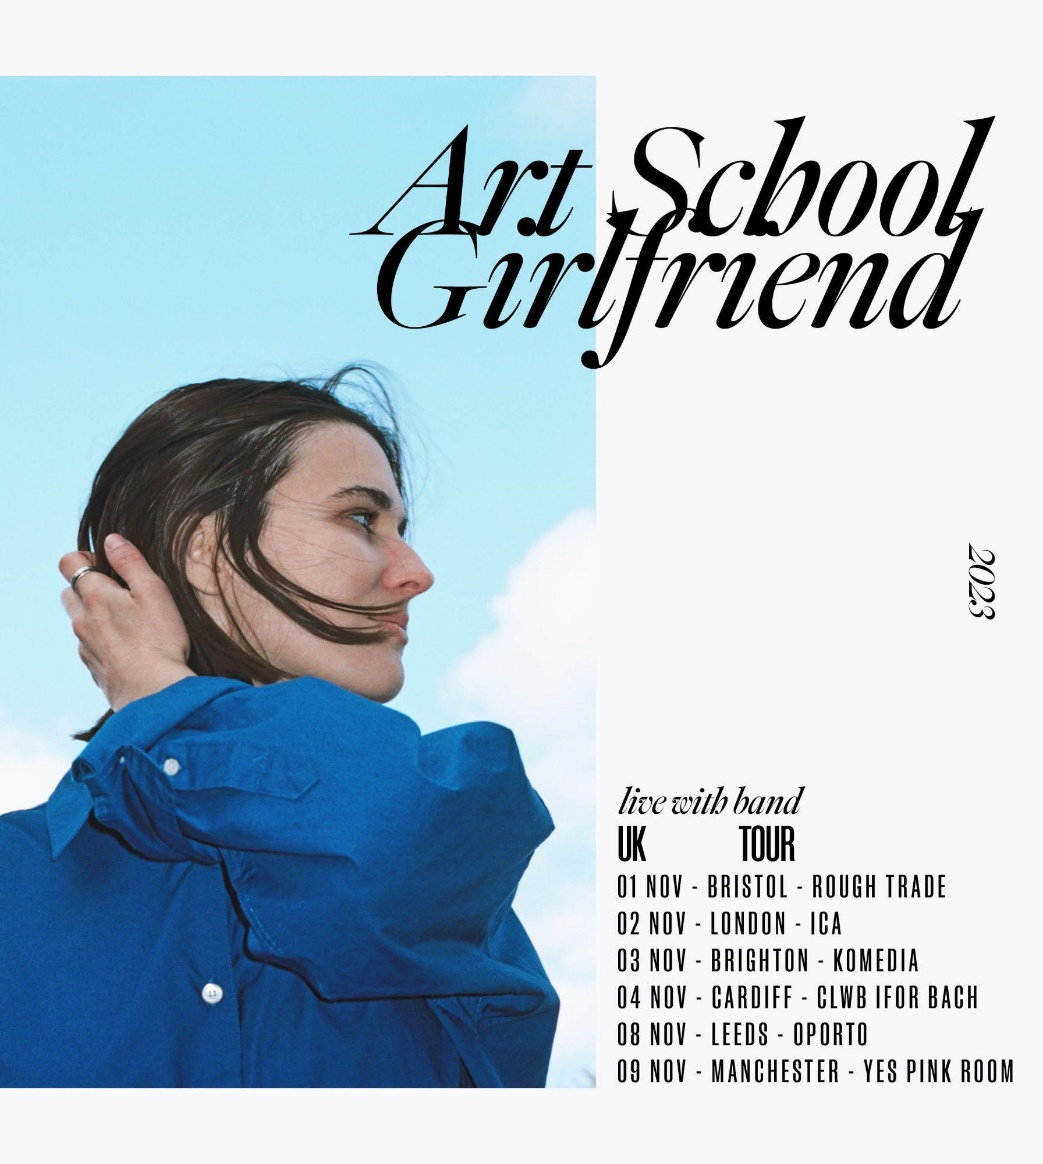 Art School
Girlfriend
2023
live with band
UK TOUR
01 NOV - BRISTOL - ROUGH TRADE
02 NOV - LONDON - ICA
03 NOV - BRIGHTON - KOMEDIA
04 NOV - CARDIFF - CLWB IFOR BACH
08 NOV - LEEDS - OPORTO
09 NOV - MANCHESTER - YES PINK ROOM